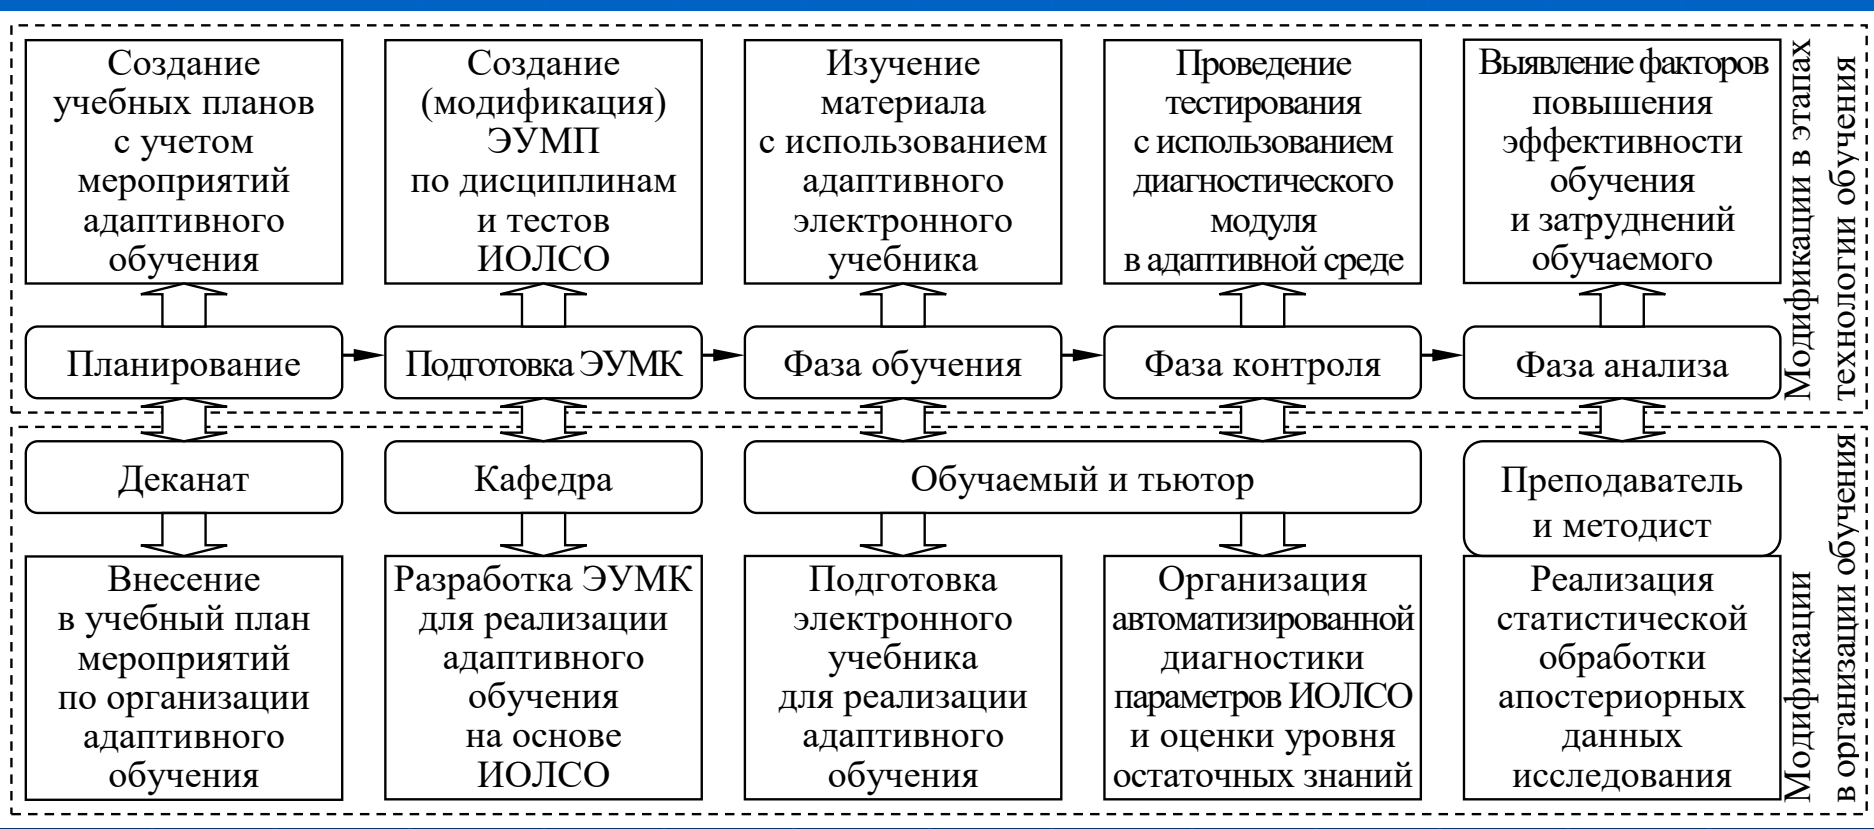 Создание
учебных планов
с учетом
мероприятий
адаптивного
обучения
Создание
(модификация)
ЭУМП
по дисциплинам
и тестов
ИОЛСО
Изучение
материала
с использованием
адаптивного
электронного
учебника
Проведение
тестирования
с использованием
диагностического
модуля
в адаптивной среде
Выявление факторов
повышения
эффективности
обучения
и затруднений
обучаемого
Модификации в этапах
технологии обучения
Планирование
Подготовка ЭУМК
Фаза обучения
Фаза контроля
Фаза анализа
Деканат
Кафедра
Обучаемый и тьютор
Преподаватель
и методист
Внесение
в учебный план
мероприятий
по организации
адаптивного
обучения
Разработка ЭУМК
для реализации
адаптивного
обучения
на основе
ИОЛСО
Подготовка
электронного
учебника
для реализации
адаптивного
обучения
Организация
автоматизированной
диагностики
параметров ИОЛСО
и оценки уровня
остаточных знаний
Реализация
статистической
обработки
апостериорных
данных
исследования
Модификации
в организации обучения